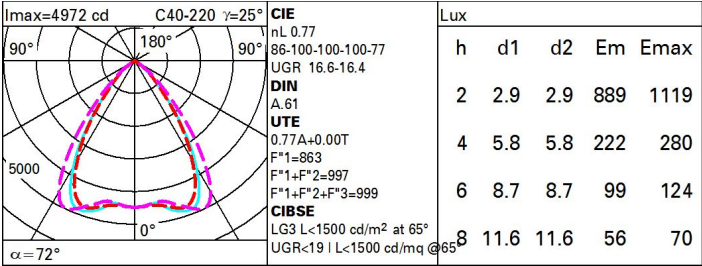 Imax=4972 cd C40-220 γ=25°
90° 180° 90°
5000
0°
α=72°
CIE
nL 0.77
86-100-100-100-77
UGR 16.6-16.4
DIN
A.61
UTE
0.77A+0.00T
F"1=863
F"1+F"2=997
F"1+F"2+F"3=999
CIBSE
LG3 L<1500 cd/m² at 65°
UGR<19 | L<1500 cd/mq @65°
Lux
h d1 d2 Em Emax
2 2.9 2.9 889 1119
4 5.8 5.8 222 280
6 8.7 8.7 99 124
8 11.6 11.6 56 70